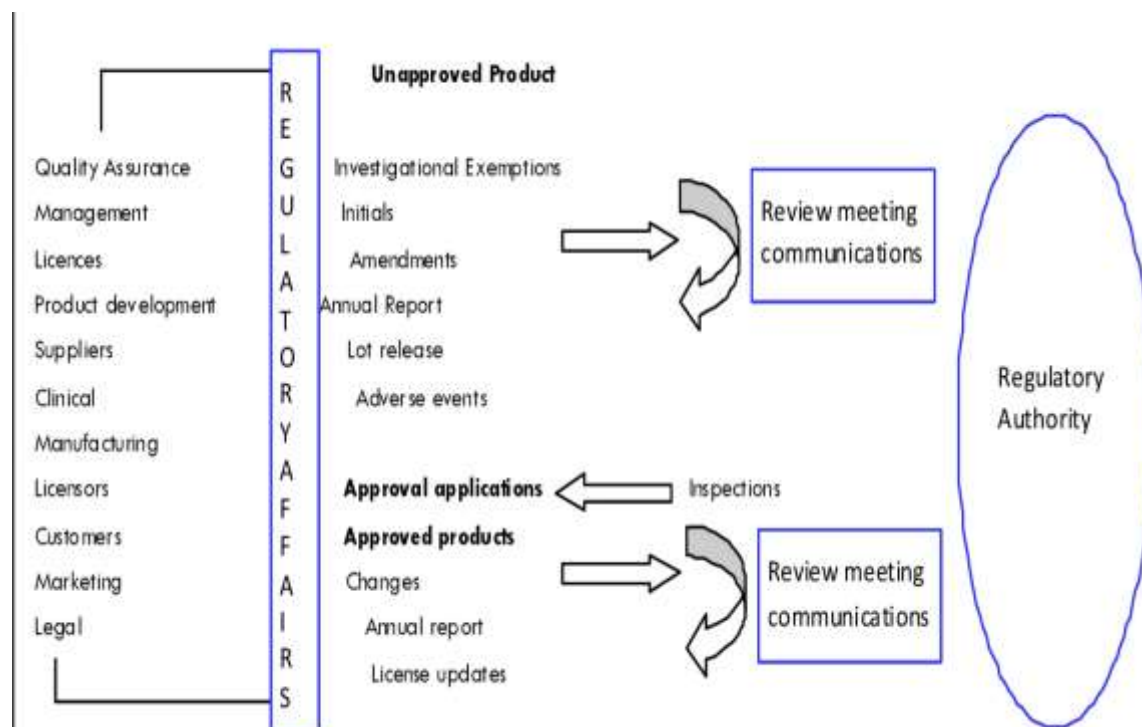 Quality Assurance
Management
Licences
Product development
Suppliers
Clinical
Manufacturing
Licensors
Customers
Marketing
Legal
REGULATORYAFFAIRS
Unapproved Product
Investigational Exemptions
Initials
Amendments
Annual Report
Lot release
Adverse events
Approval applications
Inspections
Approved products
Changes
Annual report
License updates
Review meeting
communications
Review meeting
communications
Regulatory
Authority